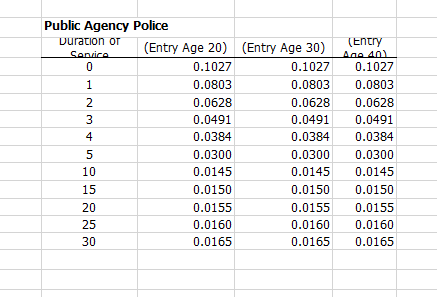 Public Agency Police
Duration of Service (Entry Age 20) (Entry Age 30) (Entry Age 40)
0 0.1027 0.1027 0.1027
1 0.0803 0.0803 0.0803
2 0.0628 0.0628 0.0628
3 0.0491 0.0491 0.0491
4 0.0384 0.0384 0.0384
5 0.0300 0.0300 0.0300
10 0.0145 0.0145 0.0145
15 0.0150 0.0150 0.0150
20 0.0155 0.0155 0.0155
25 0.0160 0.0160 0.0160
30 0.0165 0.0165 0.0165